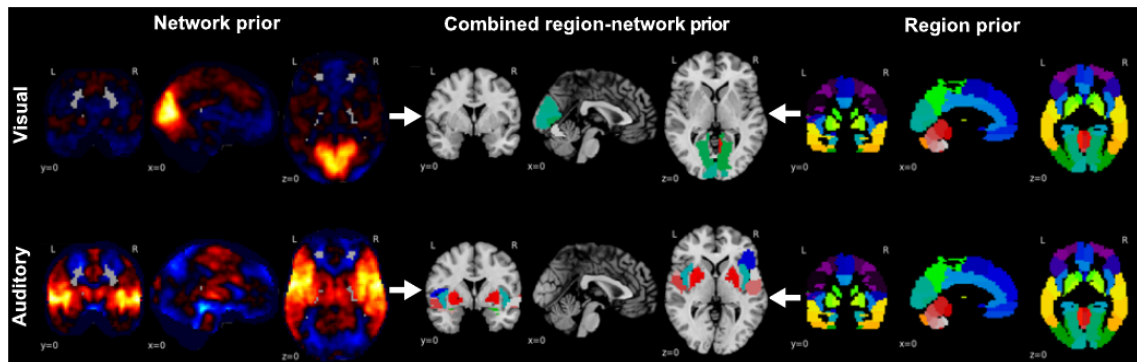 Network prior
Combined region-network prior
Region prior
Visual
L R
L R
L R
L R
L R
L R
y=0
x=0
z=0
y=0
x=0
z=0
y=0
x=0
z=0
Auditory
L R
L R
L R
L R
L R
L R
y=0
x=0
z=0
y=0
x=0
z=0
y=0
x=0
z=0